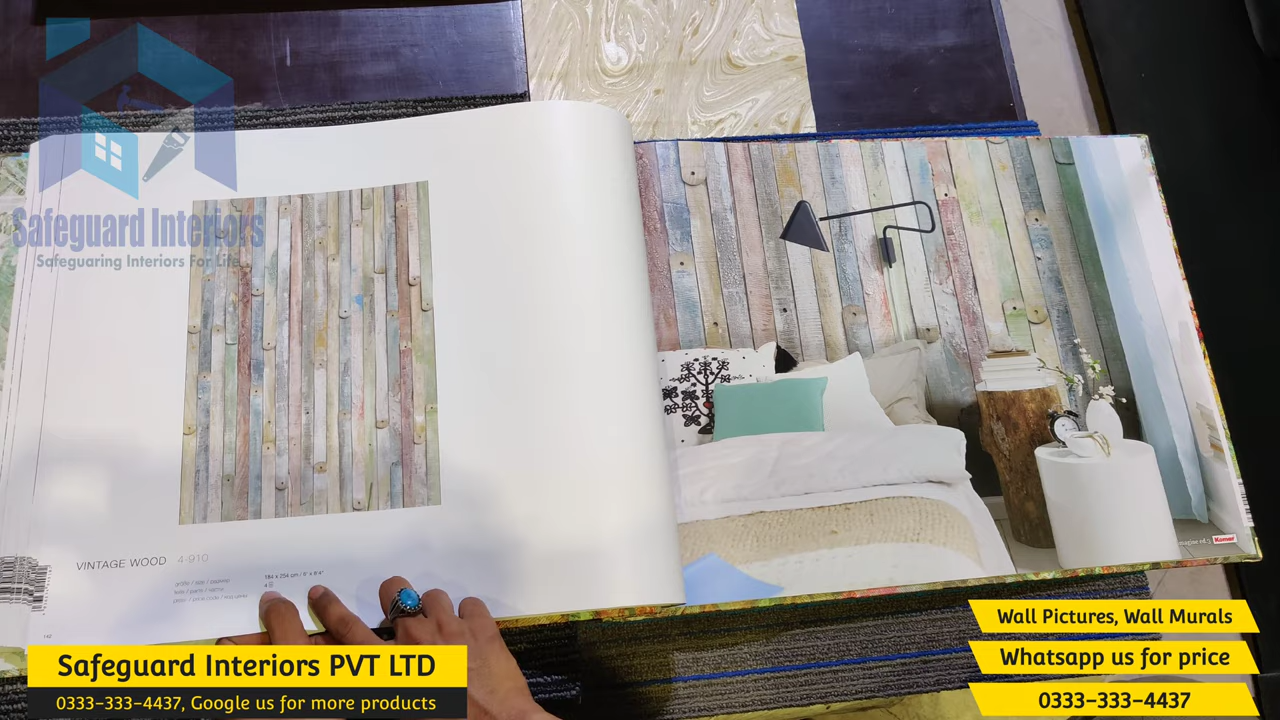 Safeguard Interiors
Safeguaring Interiors For Life
VINTAGE WOOD 4-910
184 x 254 cm / 6' x 8'4"
142
Komar
Safeguard Interiors PVT LTD
0333-333-4437, Google us for more products
Wall Pictures, Wall Murals
Whatsapp us for price
0333-333-4437